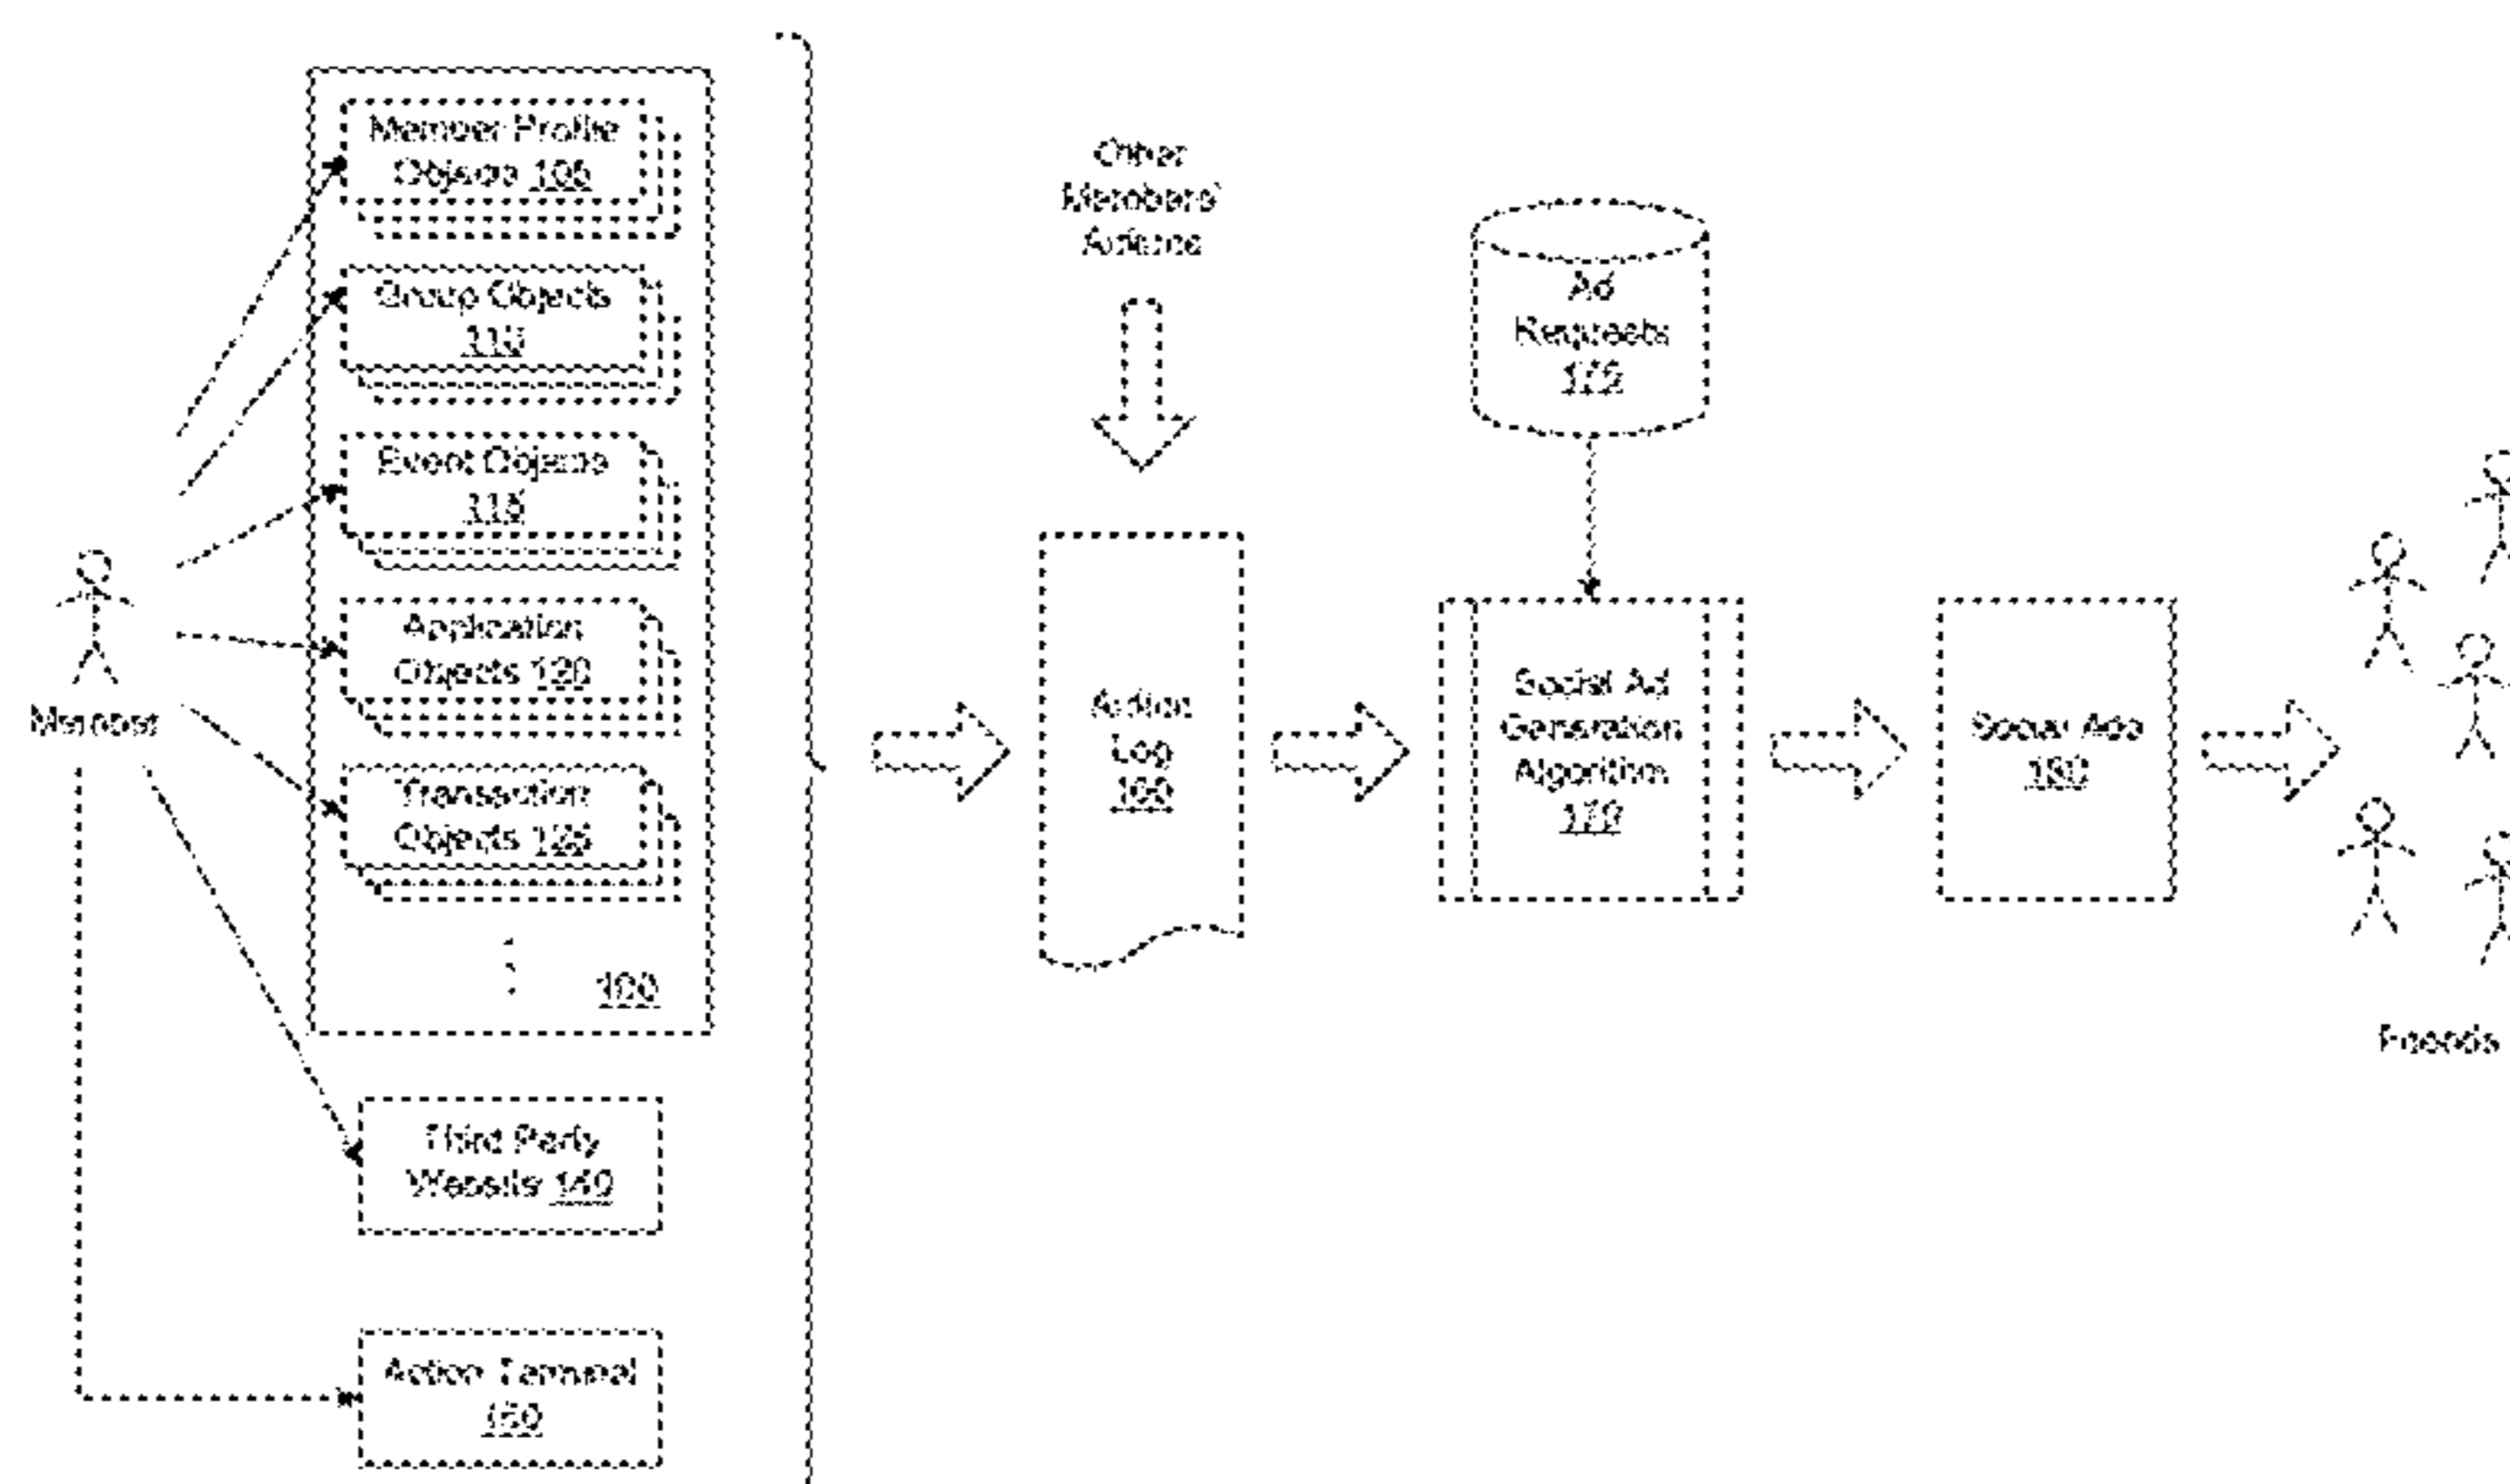 Member Profile
Objects 105
Group Objects
110
Event Objects
115
Application
Objects 120
Transaction
Objects 125
100
Member
Third Party
Website 140
Action Terminal
150
Other
Members'
Actions
Action
Log
160
Ad
Requests
175
Social Ad
Generation
Algorithm
170
Social Ads
180
Friends